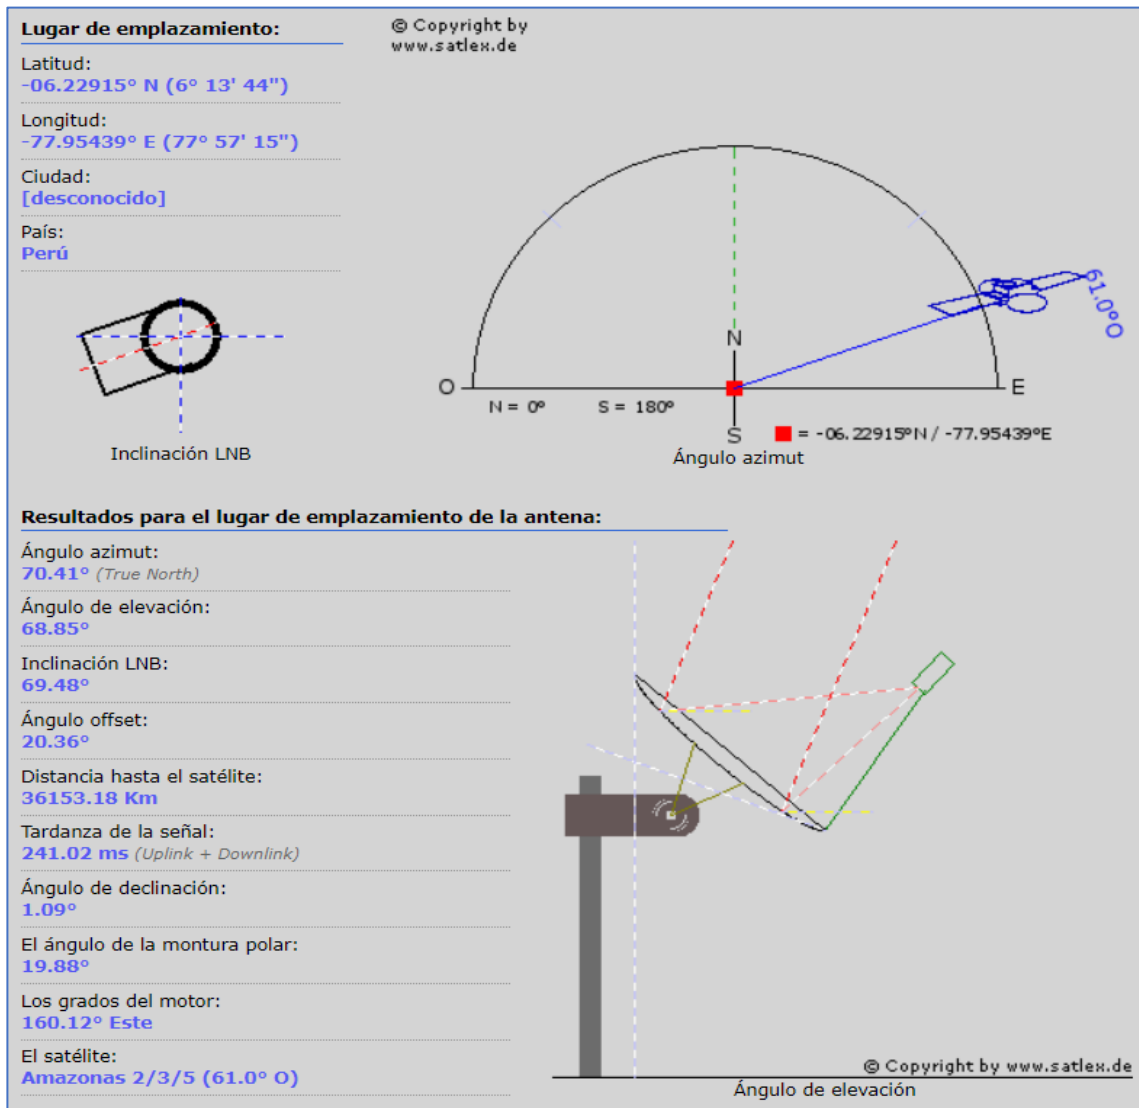 Lugar de emplazamiento:
© Copyright by
www.satlex.de
Latitud:
-06.22915° N (6° 13' 44")
Longitud:
-77.95439° E (77° 57' 15")
Ciudad:
[desconocido]
País:
Perú
Inclinación LNB
61.0ºO
N
O
E
N = 0º
S = 180º
S
= -06.22915ºN / -77.95439ºE
Ángulo azimut
Resultados para el lugar de emplazamiento de la antena:
Ángulo azimut:
70.41° (True North)
Ángulo de elevación:
68.85°
Inclinación LNB:
69.48°
Ángulo offset:
20.36°
Distancia hasta el satélite:
36153.18 Km
Tardanza de la señal:
241.02 ms (Uplink + Downlink)
Ángulo de declinación:
1.09°
El ángulo de la montura polar:
19.88°
Los grados del motor:
160.12° Este
El satélite:
Amazonas 2/3/5 (61.0° O)
© Copyright by www.satlex.de
Ángulo de elevación